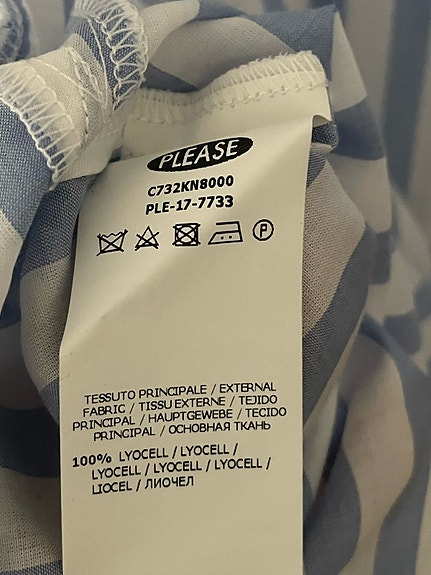 PLEASE
C732KN8000
PLE-17-7733
P
TESSUTO PRINCIPALE / EXTERNAL
FABRIC / TISSU EXTERNE / TEJIDO
PRINCIPAL / HAUPTGEWEBE / TECIDO
PRINCIPAL / ОСНОВНАЯ ТКАНЬ
100% LYOCELL / LYOCELL /
LYOCELL / LYOCELL / LYOCELL /
LIOCEL / ЛИОЧЕЛ